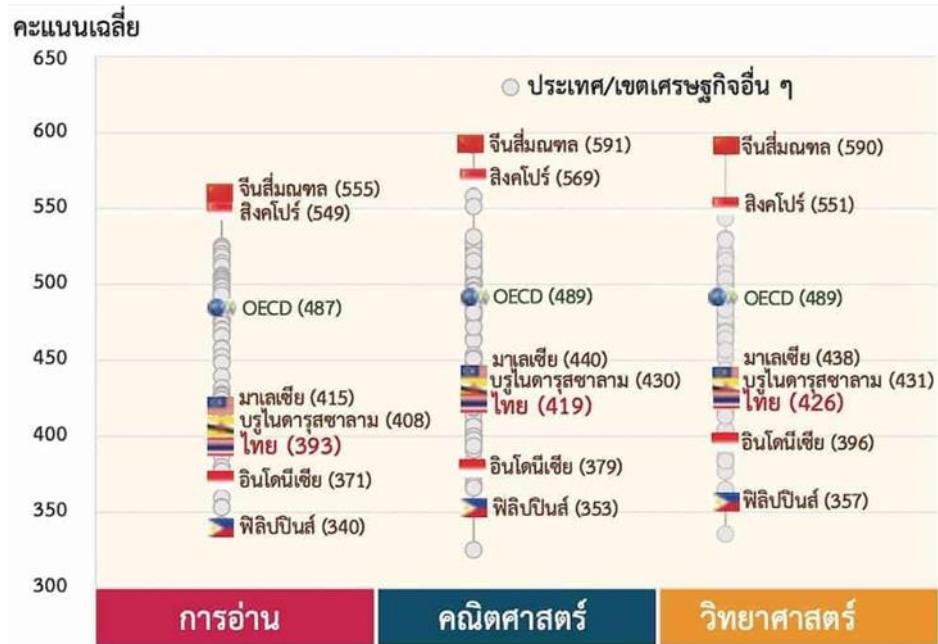 คะแนนเฉลี่ย
650
600
550
500
450
400
350
300
ประเทศ/เขตเศรษฐกิจอื่น ๆ
จีนสี่มณฑล (555)
สิงคโปร์ (549)
OECD (487)
มาเลเซีย (415)
บรูไนดารุสซาลาม (408)
ไทย (393)
อินโดนีเซีย (371)
ฟิลิปปินส์ (340)
จีนสี่มณฑล (591)
สิงคโปร์ (569)
OECD (489)
มาเลเซีย (440)
บรูไนดารุสซาลาม (430)
ไทย (419)
อินโดนีเซีย (379)
ฟิลิปปินส์ (353)
จีนสี่มณฑล (590)
สิงคโปร์ (551)
OECD (489)
มาเลเซีย (438)
บรูไนดารุสซาลาม (431)
ไทย (426)
อินโดนีเซีย (396)
ฟิลิปปินส์ (357)
การอ่าน
คณิตศาสตร์
วิทยาศาสตร์